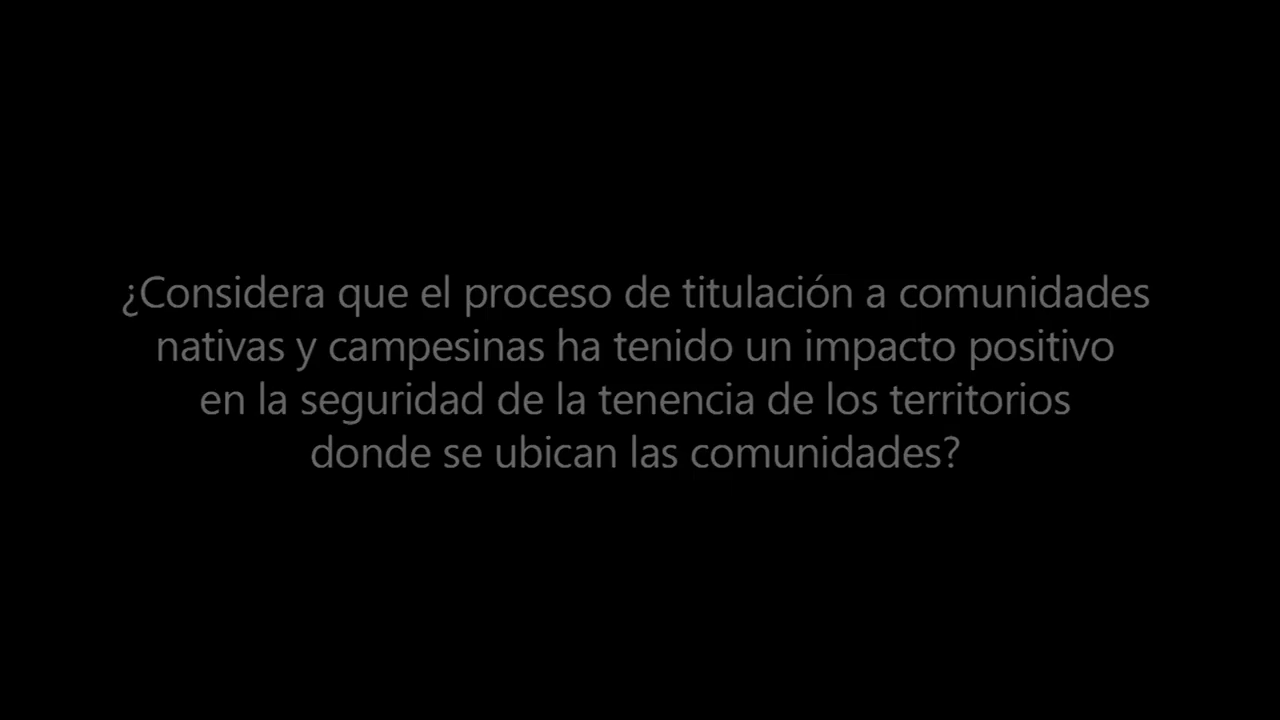 ¿Considera que el proceso de titulación a comunidades
nativas y campesinas ha tenido un impacto positivo
en la seguridad de la tenencia de los territorios
donde se ubican las comunidades?